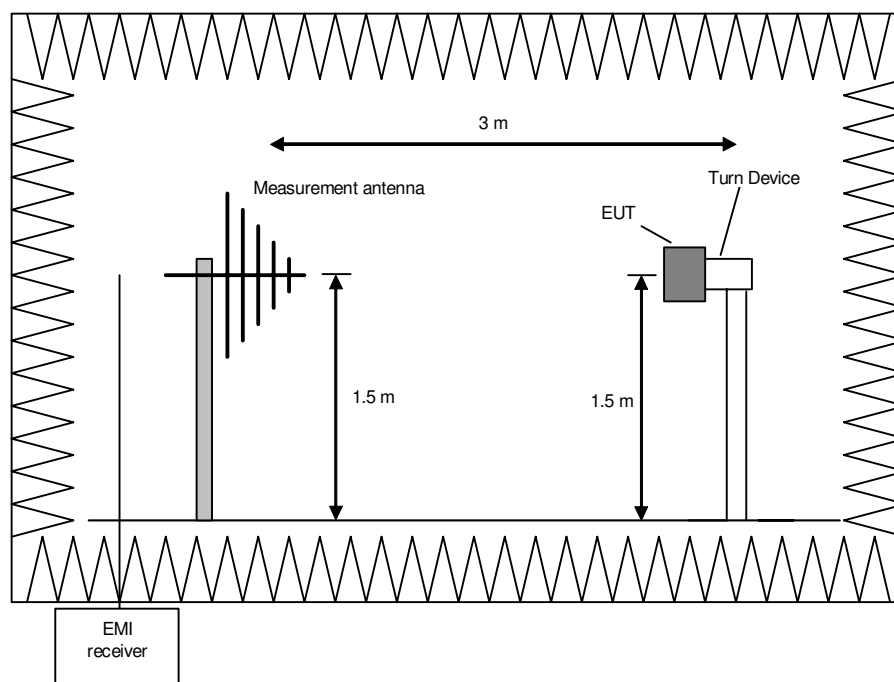 3 m
Measurement antenna
Turn Device
EUT
1.5 m
1.5 m
EMI
receiver